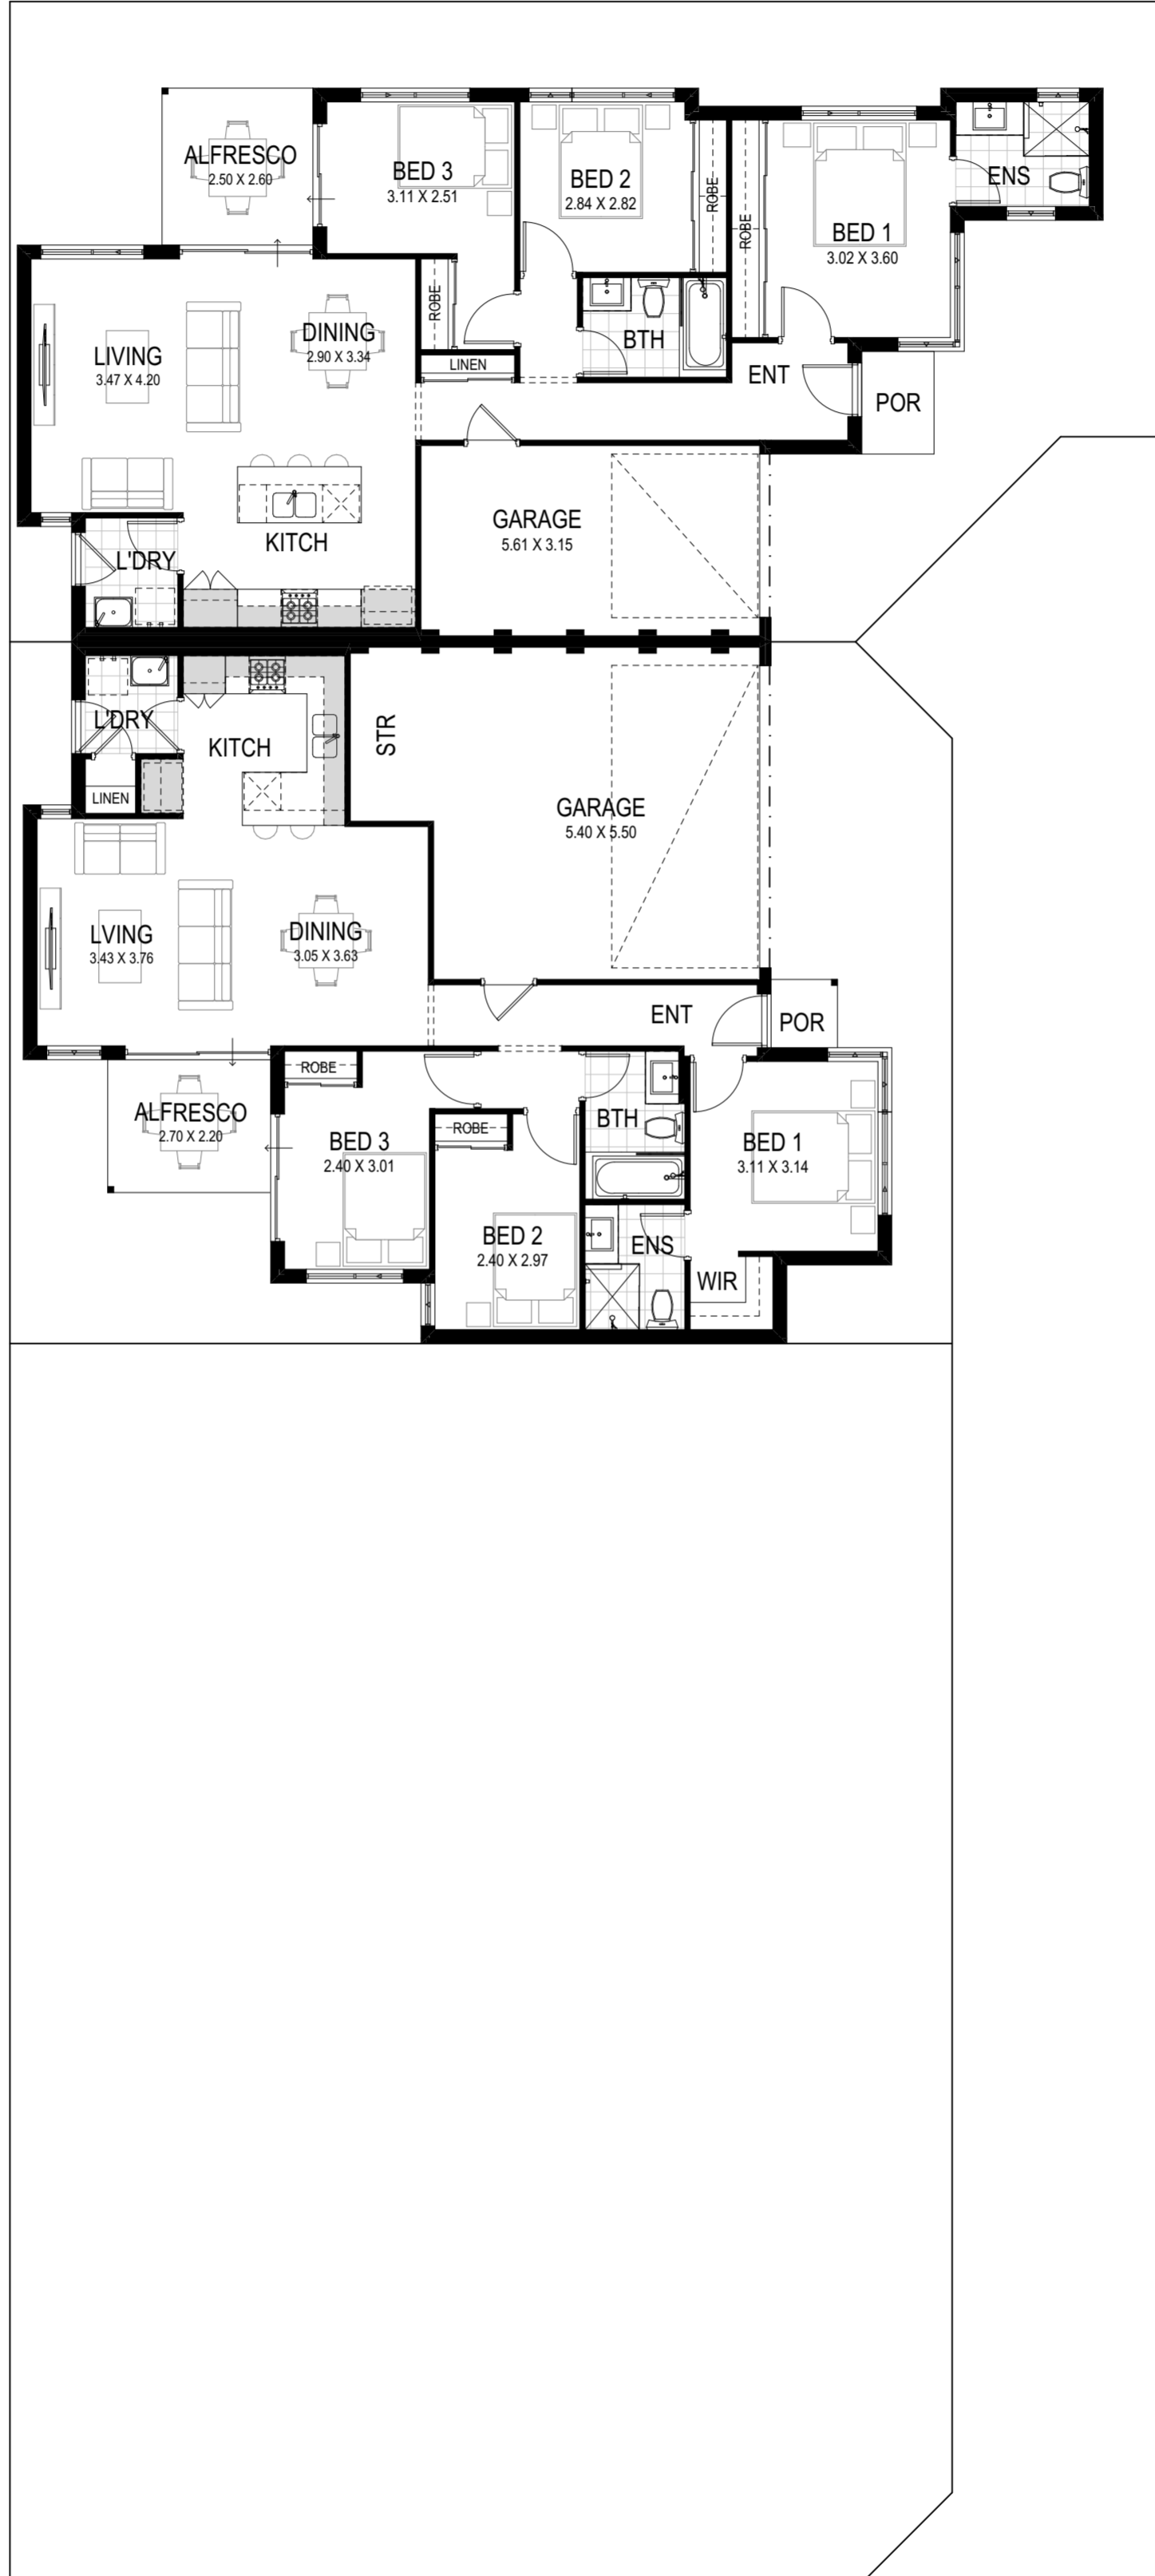 ALFRESCO
2.50 X 2.60
BED 3
3.11 X 2.51
BED 2
2.84 X 2.82
ROBE
ROBE
BED 1
3.02 X 3.60
ENS
LIVING
3.47 X 4.20
DINING
2.90 X 3.34
ROBE
LINEN
BTH
ENT
POR
KITCH
L'DRY
GARAGE
5.61 X 3.15
L'DRY
KITCH
STR
LINEN
GARAGE
5.40 X 5.50
LVING
3.43 X 3.76
DINING
3.05 X 3.63
ENT
POR
ALFRESCO
2.70 X 2.20
ROBE
BED 3
2.40 X 3.01
ROBE
BTH
BED 1
3.11 X 3.14
BED 2
2.40 X 2.97
ENS
WIR